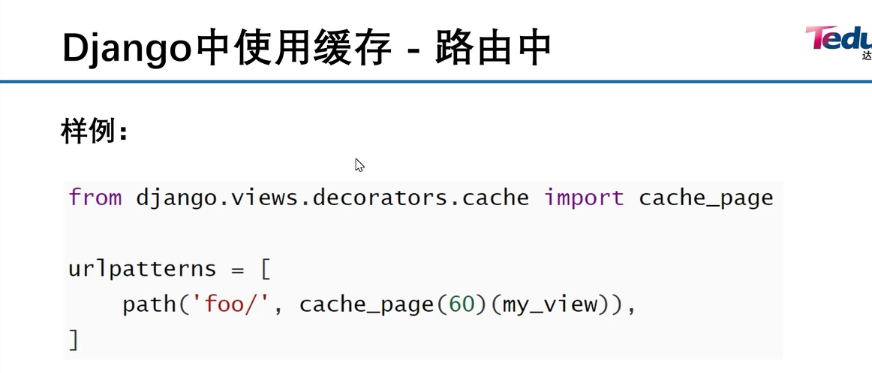 Django中使用缓存 - 路由中
Tedu
达
样例：
from django.views.decorators.cache import cache_page
urlpatterns = [
    path('foo/', cache_page(60)(my_view)),
]